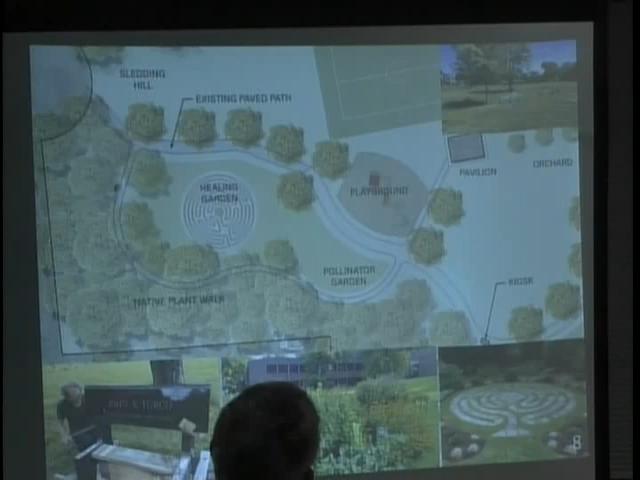 SLEDDING
HILL
EXISTING PAVED PATH
HEALING
GARDEN
PLAYGROUND
PAVILION
ORCHARD
POLLINATOR
GARDEN
KIOSK
NATIVE PLANT WALK
8